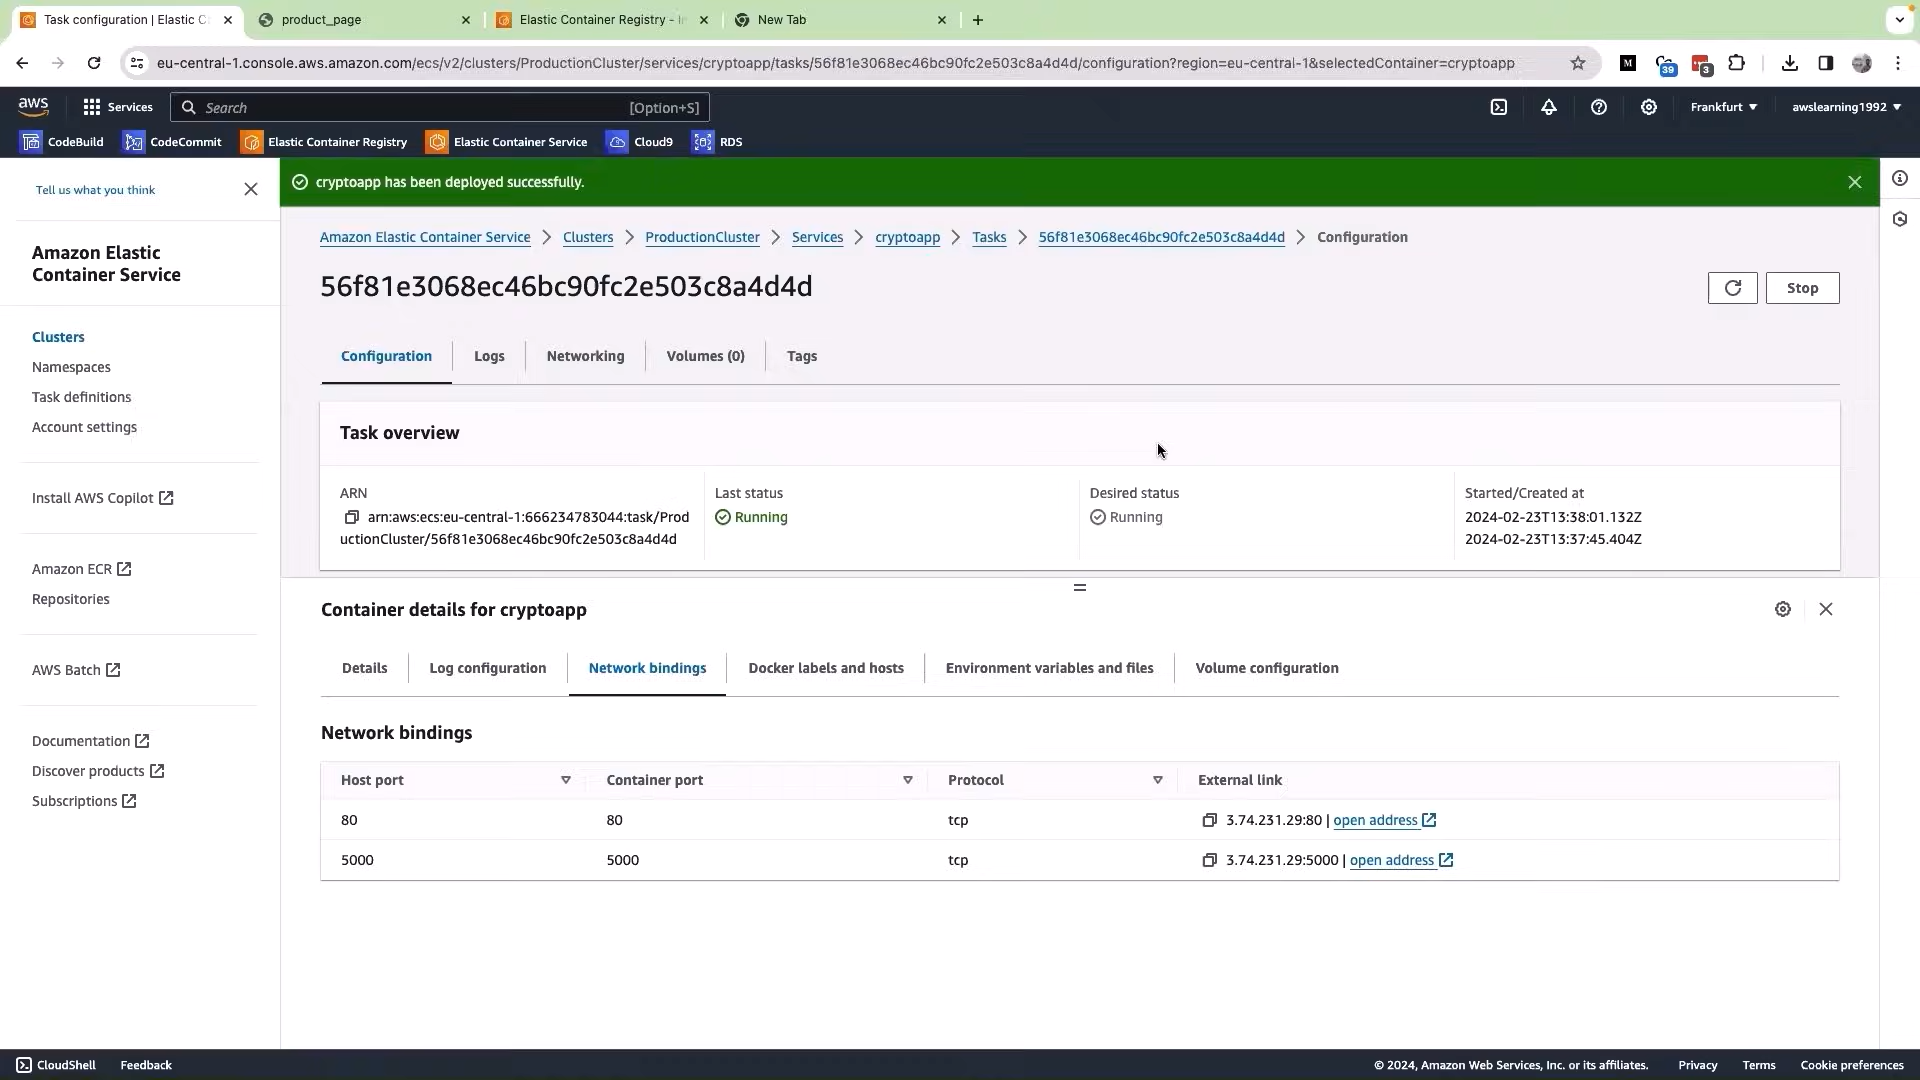 Task configuration | Elastic C
product_page
Elastic Container Registry - I
New Tab
eu-central-1.console.aws.amazon.com/ecs/v2/clusters/ProductionCluster/services/cryptoapp/tasks/56f81e3068ec46bc90fc2e503c8a4d4d/configuration?region=eu-central-1&selectedContainer=cryptoapp
M
39
3
aws
Services
Search
[Option+S]
Frankfurt
awslearning1992
CodeBuild
CodeCommit
Elastic Container Registry
Elastic Container Service
Cloud9
RDS
Tell us what you think
cryptoapp has been deployed successfully.
Amazon Elastic
Container Service
Clusters
Namespaces
Task definitions
Account settings
Install AWS Copilot
Amazon ECR
Repositories
AWS Batch
Documentation
Discover products
Subscriptions
Amazon Elastic Container Service
Clusters
ProductionCluster
Services
cryptoapp
Tasks
56f81e3068ec46bc90fc2e503c8a4d4d
Configuration
56f81e3068ec46bc90fc2e503c8a4d4d
Stop
Configuration
Logs
Networking
Volumes (0)
Tags
Task overview
ARN
arn:aws:ecs:eu-central-1:666234783044:task/Prod
uctionCluster/56f81e3068ec46bc90fc2e503c8a4d4d
Last status
Running
Desired status
Running
Started/Created at
2024-02-23T13:38:01.132Z
2024-02-23T13:37:45.404Z
Container details for cryptoapp
Details
Log configuration
Network bindings
Docker labels and hosts
Environment variables and files
Volume configuration
Network bindings
Host port
Container port
Protocol
External link
80
80
tcp
3.74.231.29:80 | open address
5000
5000
tcp
3.74.231.29:5000 | open address
CloudShell
Feedback
© 2024, Amazon Web Services, Inc. or its affiliates.
Privacy
Terms
Cookie preferences